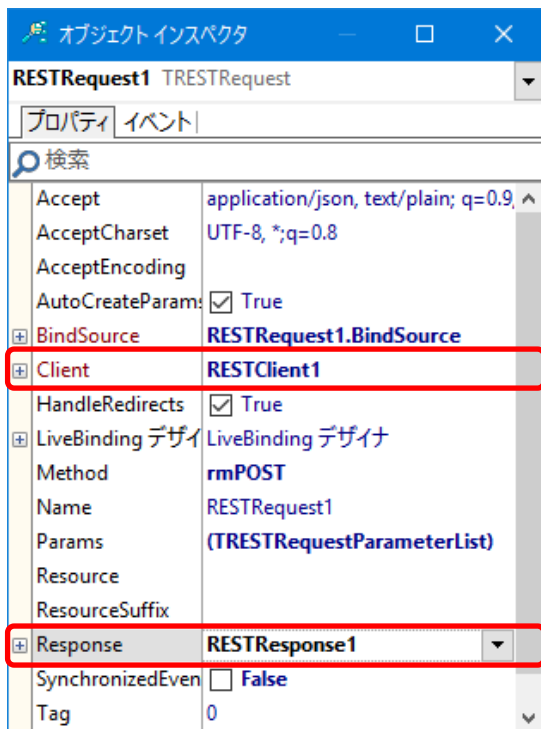 オブジェクト インスペクタ
RESTRequest1 TRESTRequest
プロパティ イベント
検索
Accept application/json, text/plain; q=0.9,
AcceptCharset UTF-8, *;q=0.8
AcceptEncoding
AutoCreateParams True
BindSource RESTRequest1.BindSource
Client RESTClient1
HandleRedirects True
LiveBinding デザイ LiveBinding デザイナ
Method rmPOST
Name RESTRequest1
Params (TRESTRequestParameterList)
Resource
ResourceSuffix
Response RESTResponse1
SynchronizedEven False
Tag 0